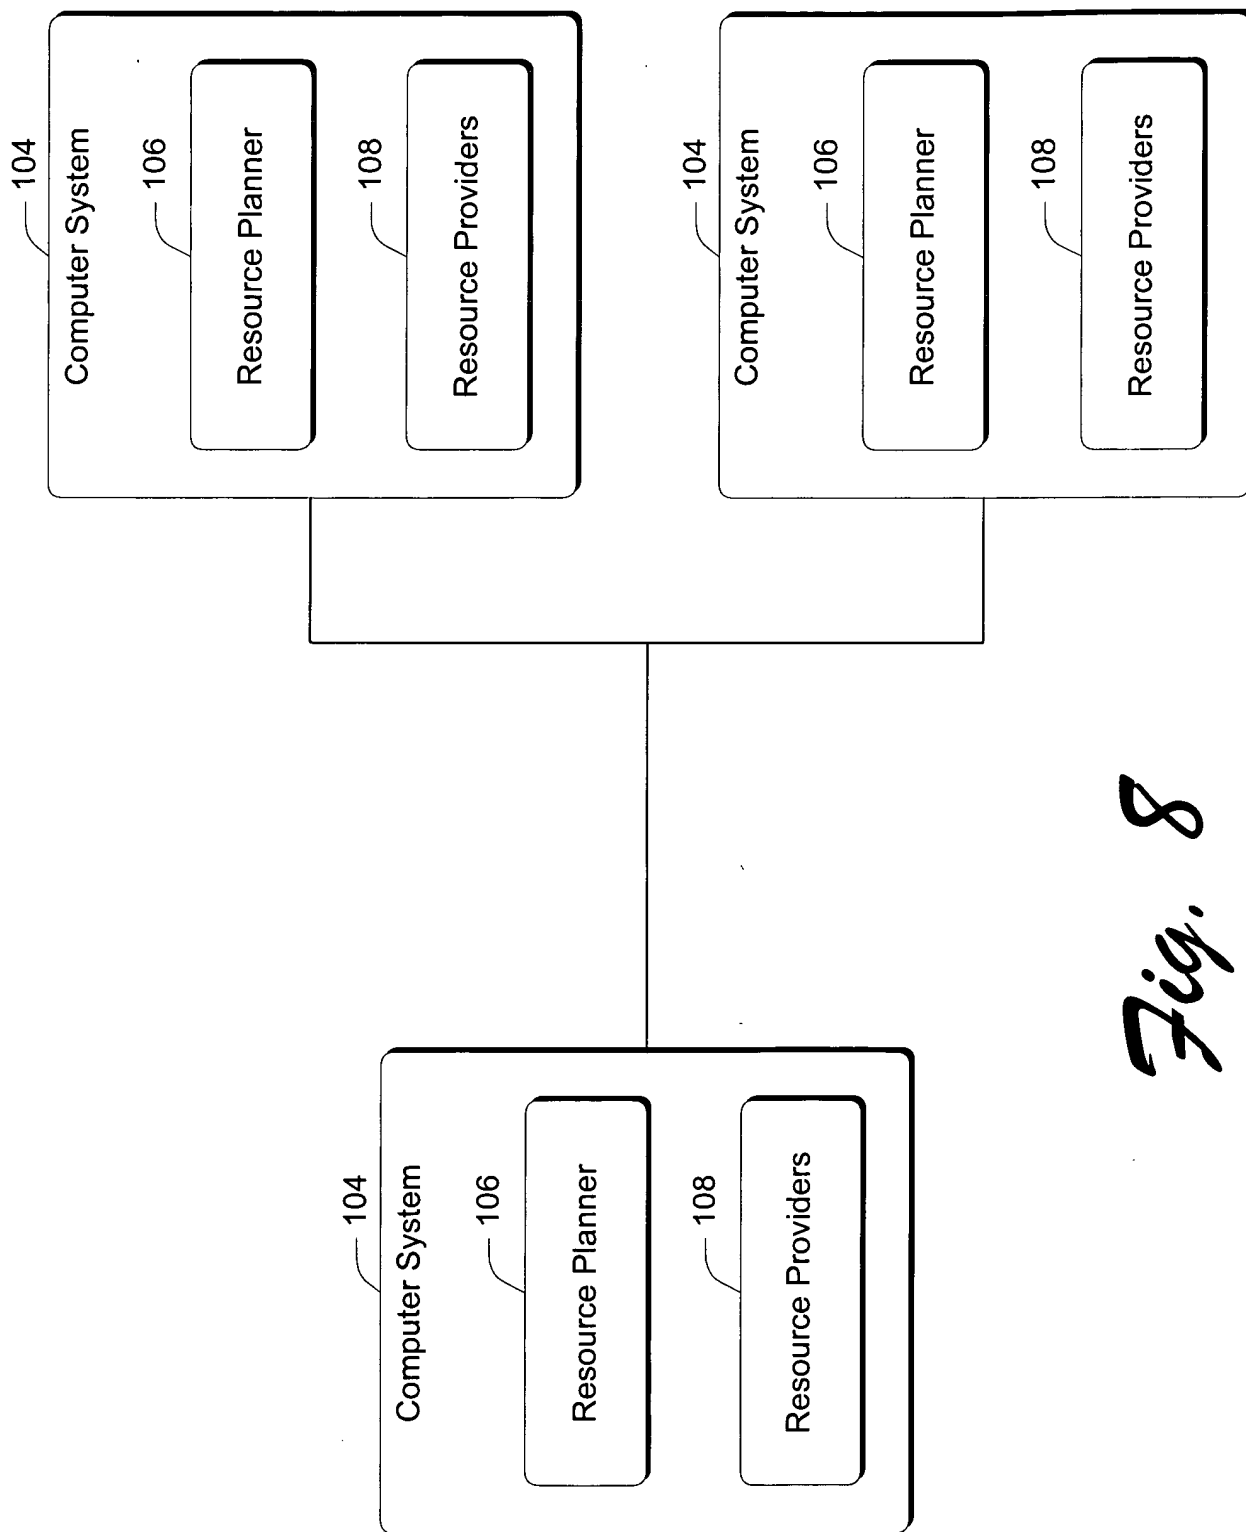 104
Computer System
106
Resource Planner
108
Resource Providers
104
Computer System
106
Resource Planner
108
Resource Providers
104
Computer System
106
Resource Planner
108
Resource Providers
Fig. 8